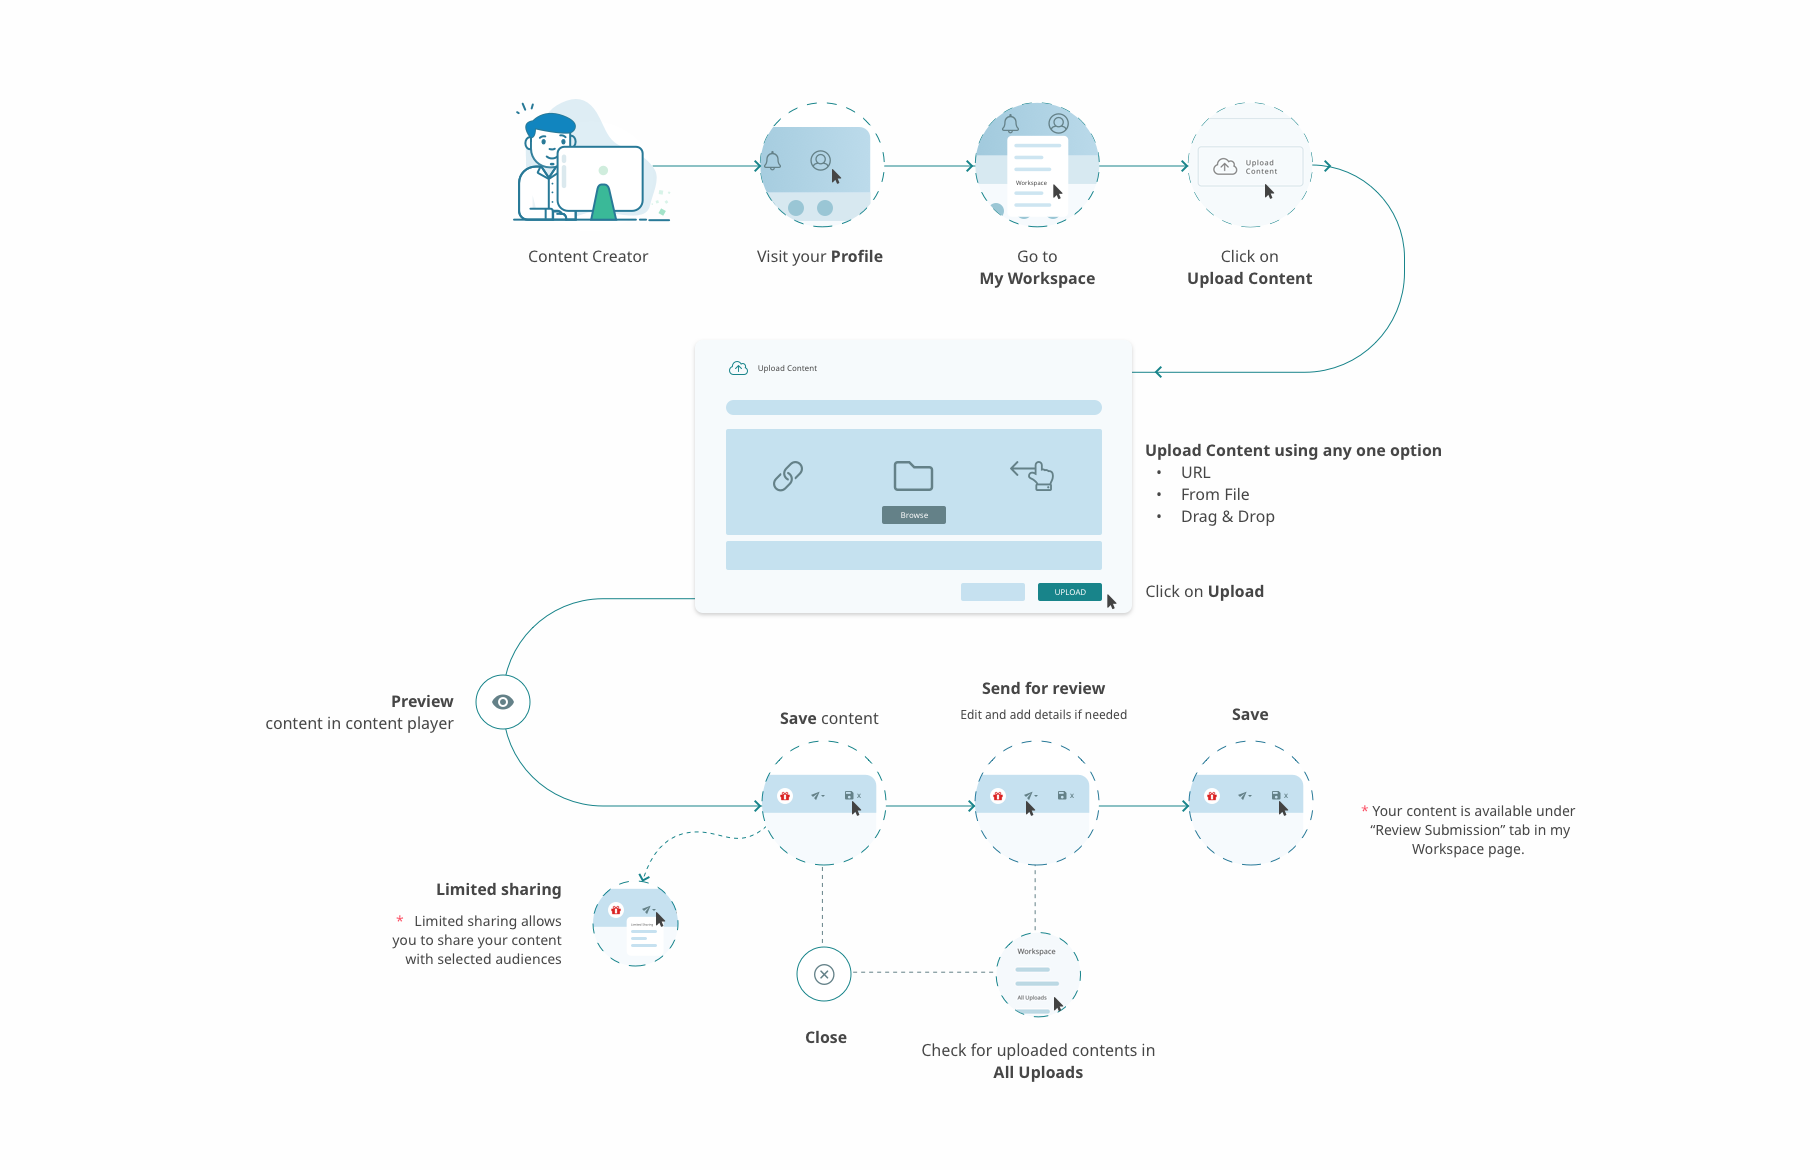 Workspace
Upload
Content
Content Creator
Visit your Profile
Go to
My Workspace
Click on
Upload Content
Upload Content
Browse
UPLOAD
Upload Content using any one option
• URL
• From File
• Drag & Drop
Click on Upload
Preview
content in content player
Save content
Send for review
Edit and add details if needed
Save
x
x
x
* Your content is available under
“Review Submission” tab in my
Workspace page.
Limited sharing
* Limited sharing allows
you to share your content
with selected audiences
Limited Sharing
Close
Workspace
All Uploads
Check for uploaded contents in
All Uploads